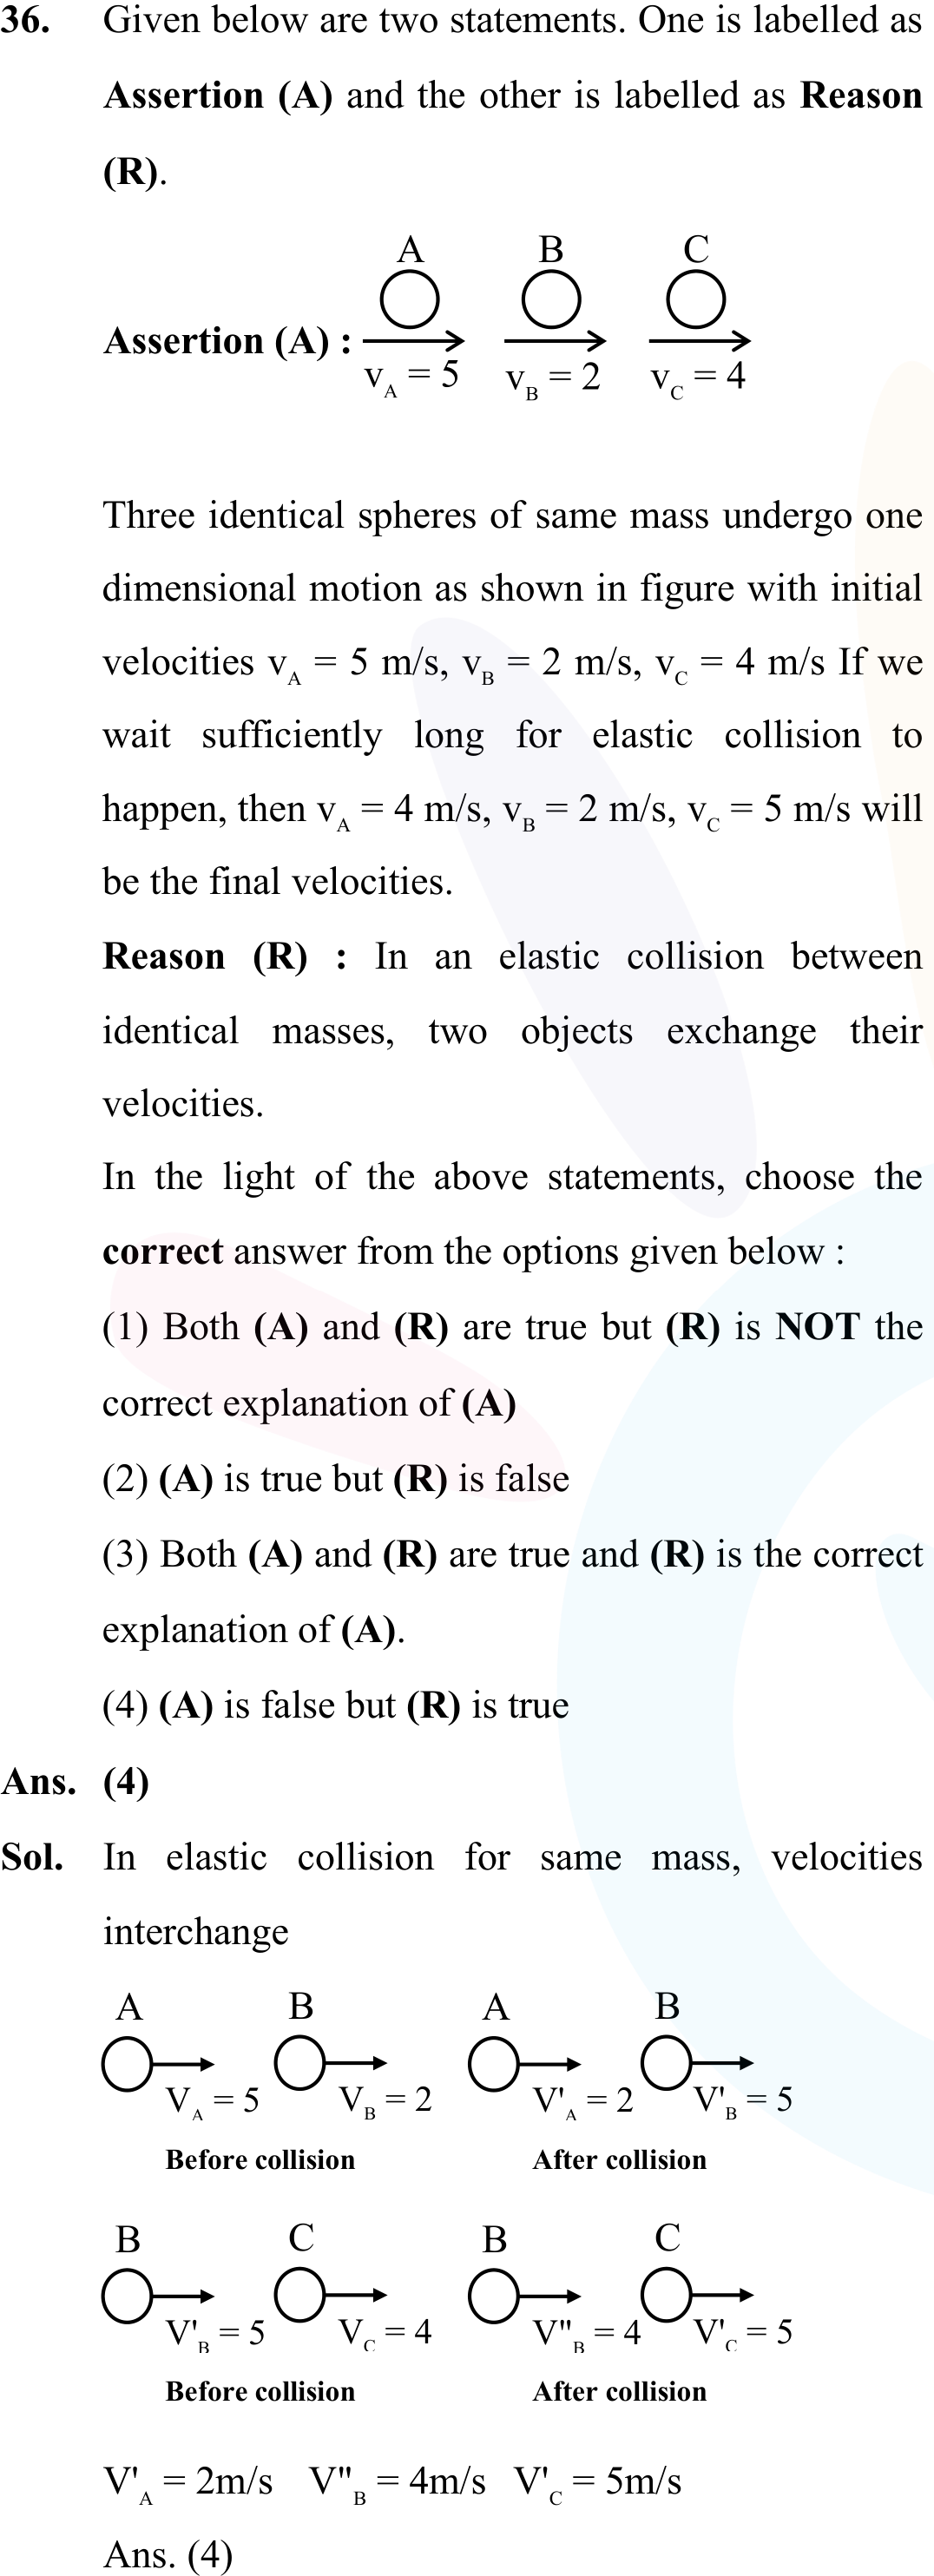 36. Given below are two statements. One is labelled as
Assertion (A) and the other is labelled as Reason
(R).
A B C
Assertion (A) :
v_A = 5 v_B = 2 v_C = 4
Three identical spheres of same mass undergo one
dimensional motion as shown in figure with initial
velocities v_A = 5 m/s, v_B = 2 m/s, v_C = 4 m/s If we
wait sufficiently long for elastic collision to
happen, then v_A = 4 m/s, v_B = 2 m/s, v_C = 5 m/s will
be the final velocities.
Reason (R) : In an elastic collision between
identical masses, two objects exchange their
velocities.
In the light of the above statements, choose the
correct answer from the options given below :
(1) Both (A) and (R) are true but (R) is NOT the
correct explanation of (A)
(2) (A) is true but (R) is false
(3) Both (A) and (R) are true and (R) is the correct
explanation of (A).
(4) (A) is false but (R) is true
Ans. (4)
Sol. In elastic collision for same mass, velocities
interchange
A B A B
V_A = 5 V_B = 2 V'_A = 2 V'_B = 5
Before collision After collision
B C B C
V'_B = 5 V_C = 4 V"_B = 4 V'_C = 5
Before collision After collision
V'_A = 2m/s V"_B = 4m/s V'_C = 5m/s
Ans. (4)